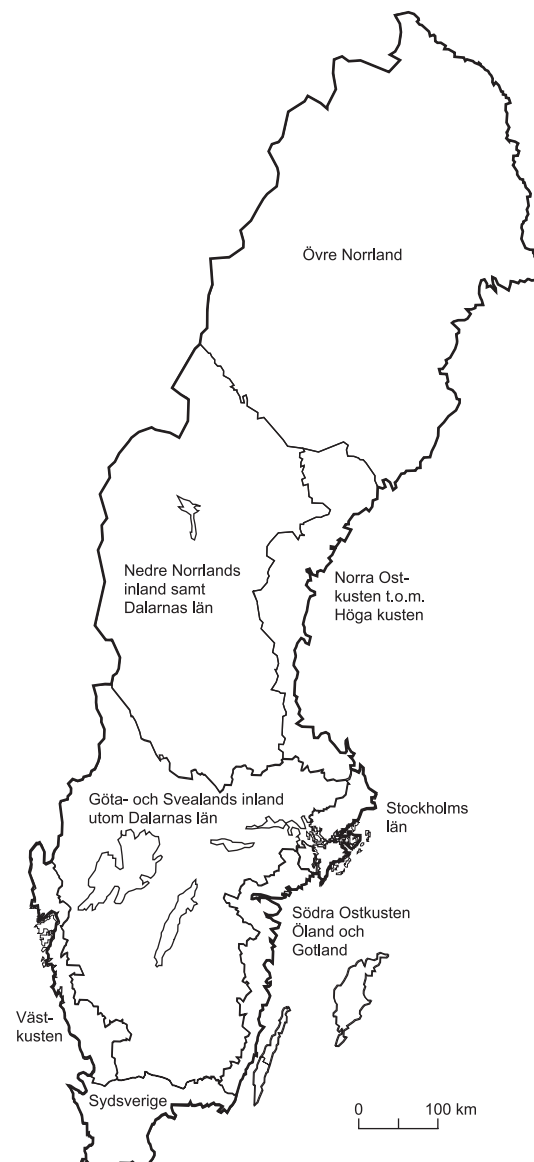 Övre Norrland
Nedre Norrlands
inland samt
Dalarnas län
Norra Ost-
kusten t.o.m.
Höga kusten
Göta- och Svealands inland
utom Dalarnas län
Stockholms
län
Södra Ostkusten
Öland och
Gotland
Väst-
kusten
Sydsverige
0 100 km